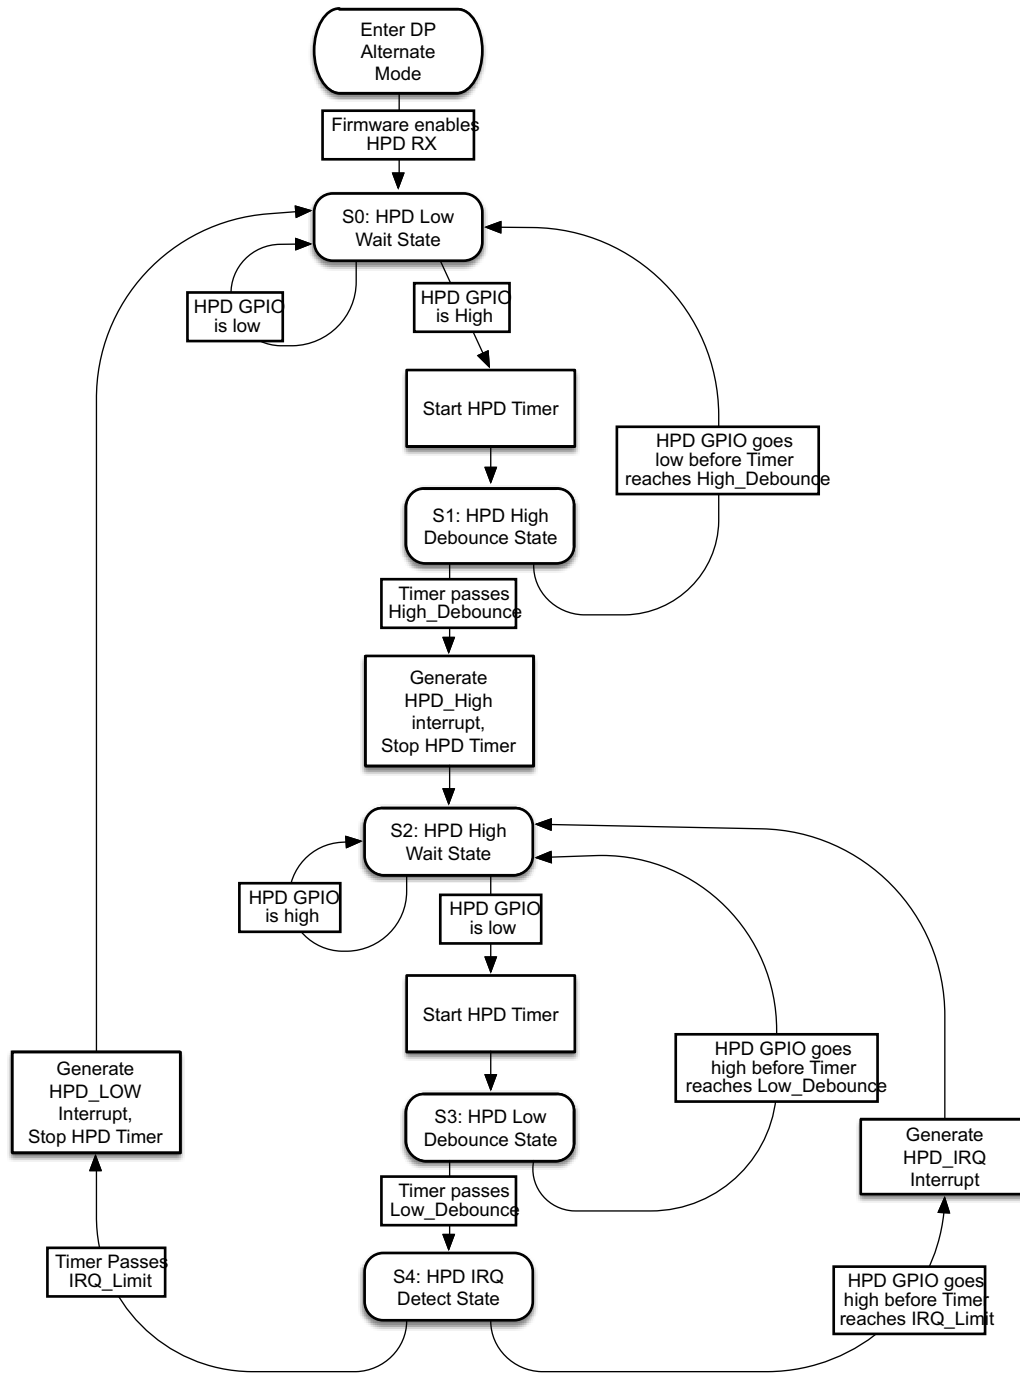 Enter DP
Alternate
Mode
Firmware enables
HPD RX
S0: HPD Low
Wait State
HPD GPIO
is low
HPD GPIO
is High
Start HPD Timer
HPD GPIO goes
low before Timer
reaches High_Debounce
S1: HPD High
Debounce State
Timer passes
High_Debounce
Generate
HPD_High
interrupt,
Stop HPD Timer
S2: HPD High
Wait State
HPD GPIO
is high
HPD GPIO
is low
Start HPD Timer
HPD GPIO goes
high before Timer
reaches Low_Debounce
Generate
HPD_LOW
Interrupt,
Stop HPD Timer
S3: HPD Low
Debounce State
Generate
HPD_IRQ
Interrupt
Timer passes
Low_Debounce
Timer Passes
IRQ_Limit
S4: HPD IRQ
Detect State
HPD GPIO goes
high before Timer
reaches IRQ_Limit